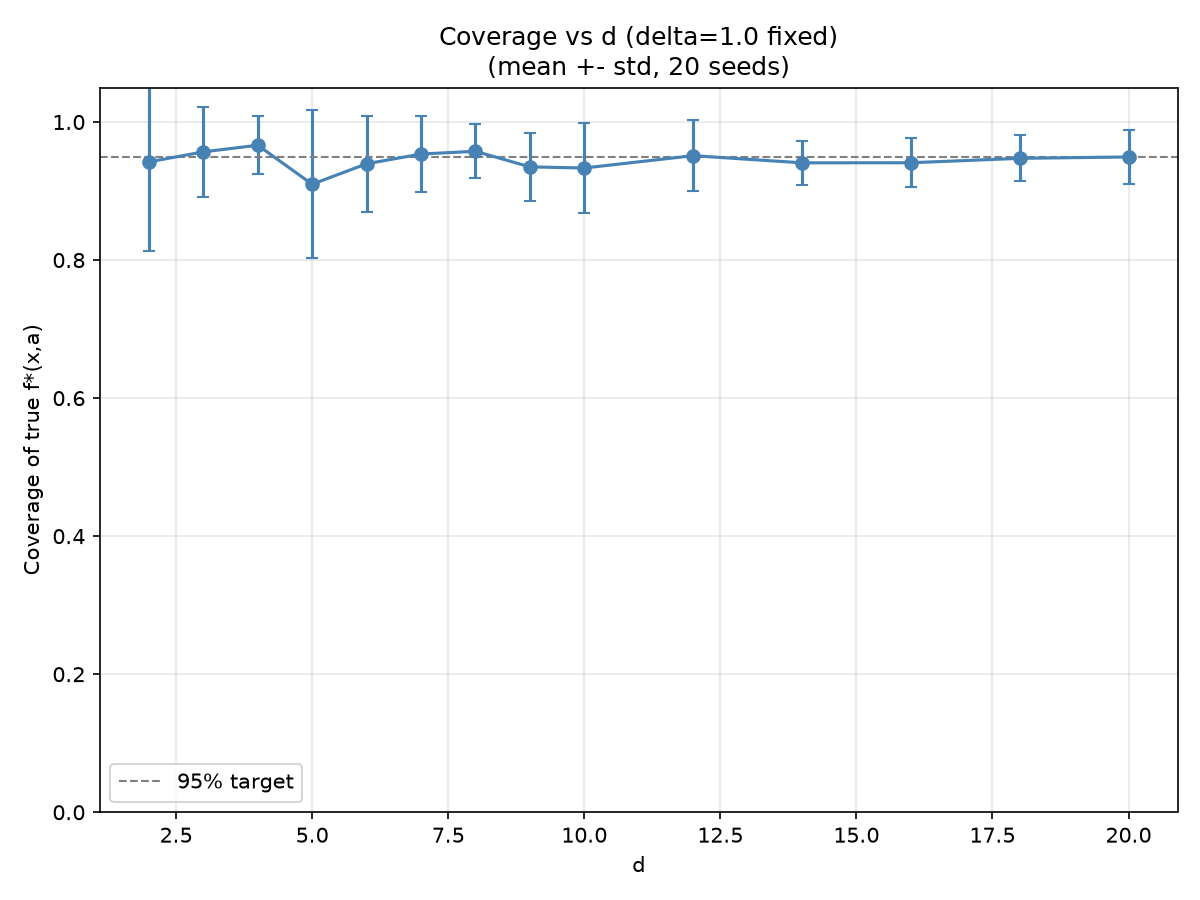 Coverage vs d (delta=1.0 fixed)
(mean +- std, 20 seeds)
Coverage of true f*(x,a)
1.0
0.8
0.6
0.4
0.2
0.0
95% target
2.5 5.0 7.5 10.0 12.5 15.0 17.5 20.0
d